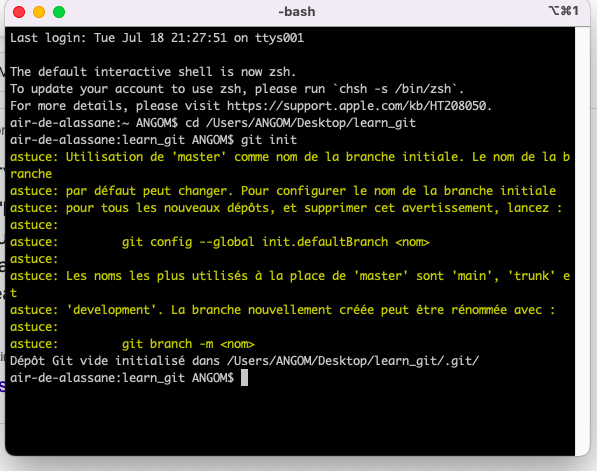 -bash
⌥⌘1
Last login: Tue Jul 18 21:27:51 on ttys001
The default interactive shell is now zsh.
To update your account to use zsh, please run `chsh -s /bin/zsh`.
For more details, please visit https://support.apple.com/kb/HT208050.
air-de-alassane:~ ANGOM$ cd /Users/ANGOM/Desktop/learn_git
air-de-alassane:learn_git ANGOM$ git init
astuce: Utilisation de 'master' comme nom de la branche initiale. Le nom de la b
ranche
astuce: par défaut peut changer. Pour configurer le nom de la branche initiale
astuce: pour tous les nouveaux dépôts, et supprimer cet avertissement, lancez :
astuce:
astuce:         git config --global init.defaultBranch <nom>
astuce:
astuce: Les noms les plus utilisés à la place de 'master' sont 'main', 'trunk' e
t
astuce: 'development'. La branche nouvellement créée peut être rénommée avec :
astuce:
astuce:         git branch -m <nom>
Dépôt Git vide initialisé dans /Users/ANGOM/Desktop/learn_git/.git/
air-de-alassane:learn_git ANGOM$